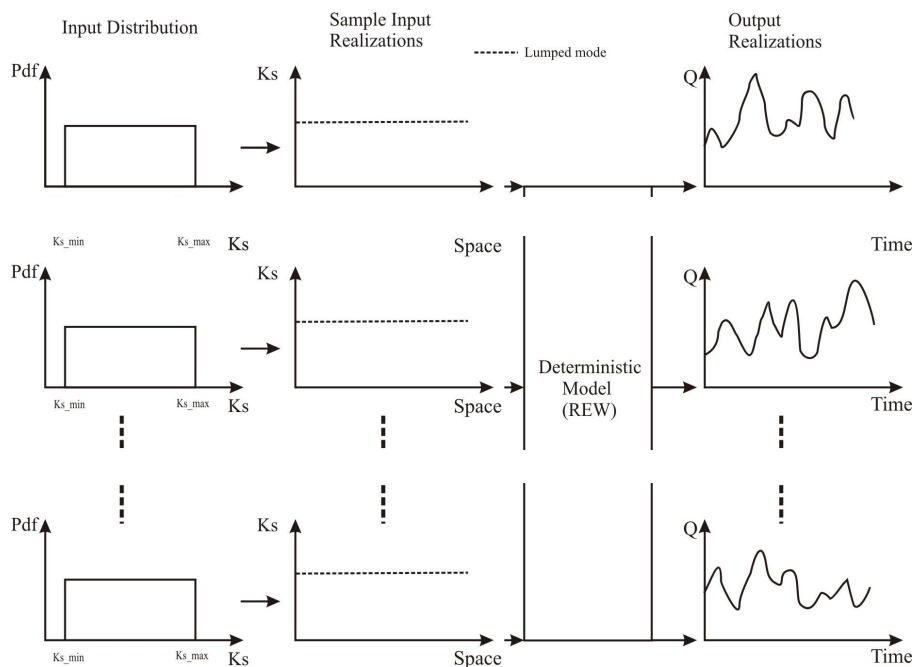 Input Distribution
Sample Input
Realizations
Output
Realizations
Lumped mode
Pdf
Ks
Q
Ks_min
Ks_max
Ks
Space
Time
Pdf
Ks
Q
Deterministic
Model
(REW)
Ks_min
Ks_max
Ks
Space
Time
Pdf
Ks
Q
Ks_min
Ks_max
Ks
Space
Time